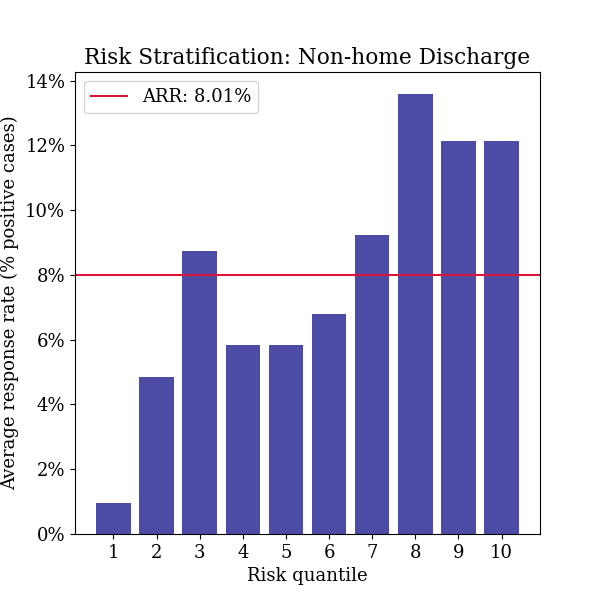 Risk Stratification: Non-home Discharge
ARR: 8.01%
14%
12%
10%
8%
6%
4%
2%
0%
Average response rate (% positive cases)
1 2 3 4 5 6 7 8 9 10
Risk quantile